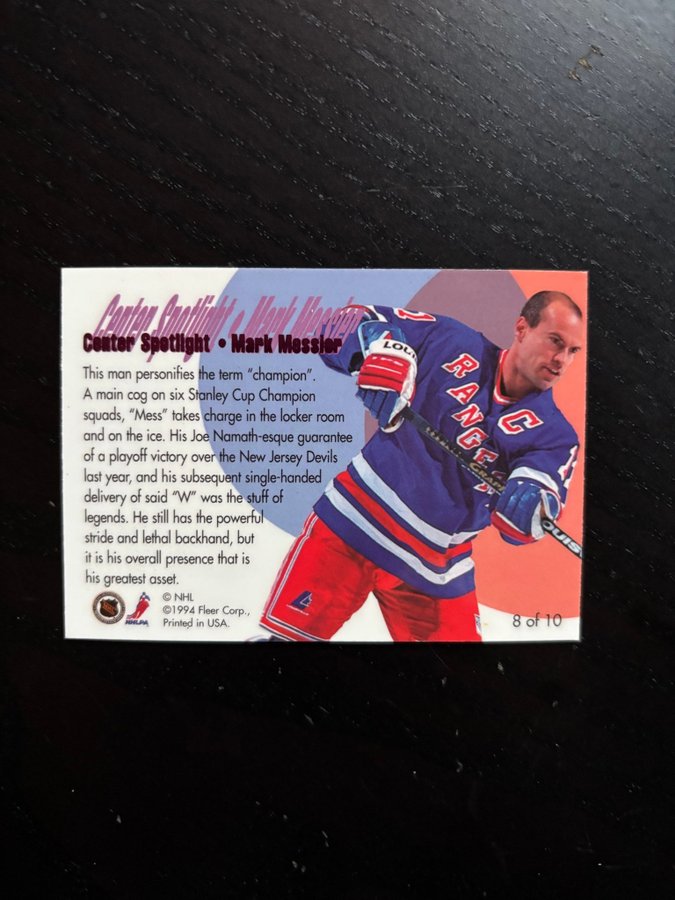 Center Spotlight • Mark Messier
Center Spotlight • Mark Messier
This man personifies the term "champion".
A main cog on six Stanley Cup Champion
squads, "Mess" takes charge in the locker room
and on the ice. His Joe Namath-esque guarantee
of a playoff victory over the New Jersey Devils
last year, and his subsequent single-handed
delivery of said "W" was the stuff of
legends. He still has the powerful
stride and lethal backhand, but
it is his overall presence that is
his greatest asset.
NHLPA
© NHL
©1994 Fleer Corp.,
Printed in USA.
8 of 10
RANGE
C
LOUI
OUIS